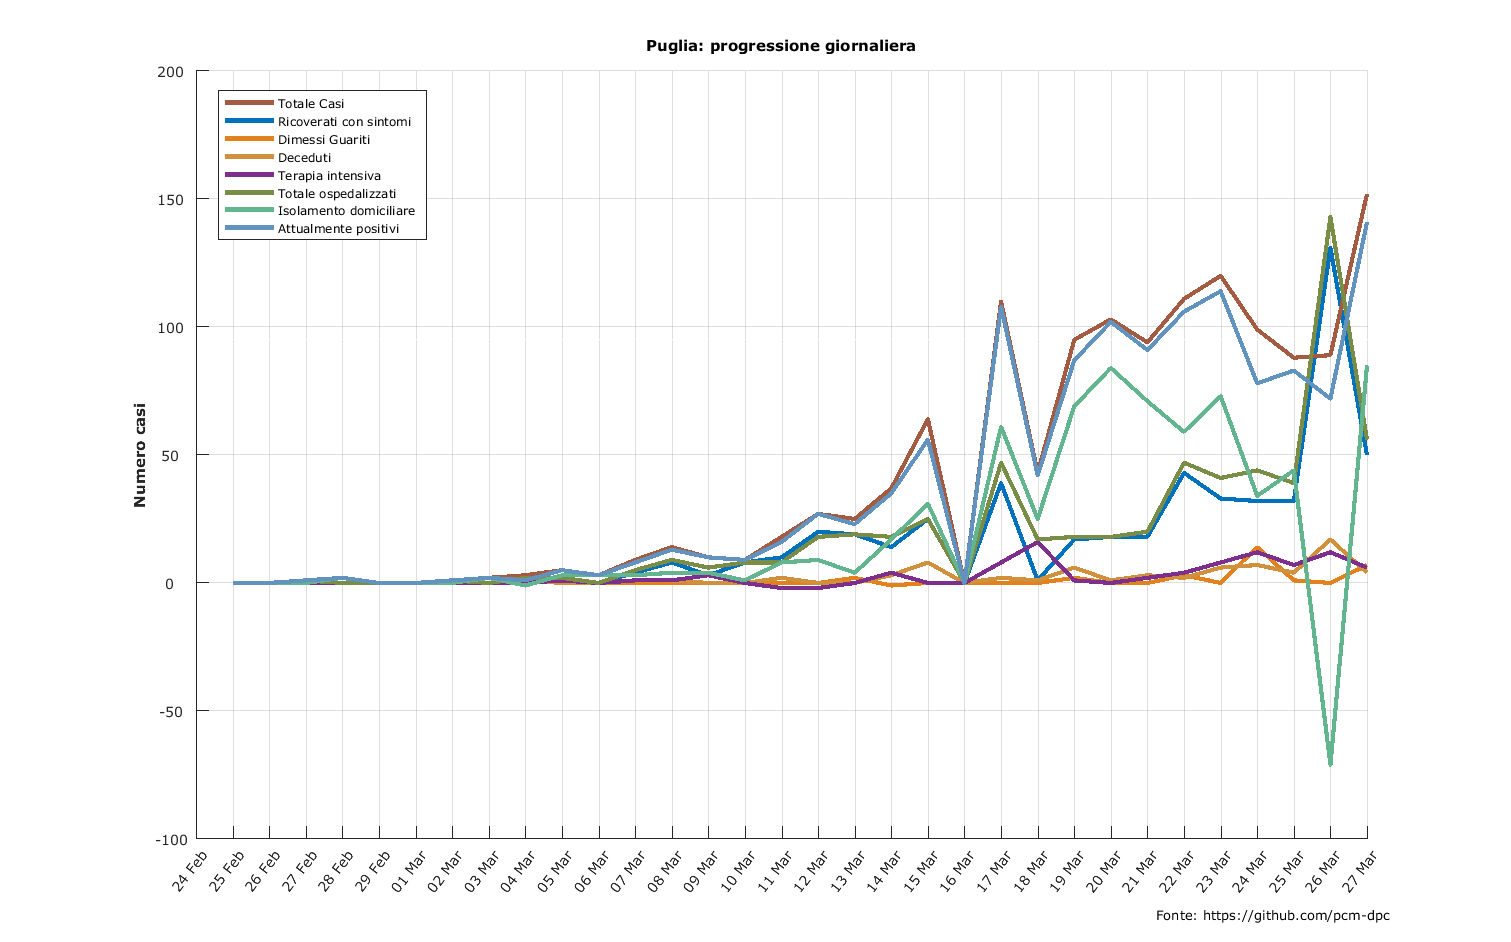 Puglia: progressione giornaliera
200
150
100
50
0
-50
-100
Numero casi
Totale Casi
Ricoverati con sintomi
Dimessi Guariti
Deceduti
Terapia intensiva
Totale ospedalizzati
Isolamento domiciliare
Attualmente positivi
24 Feb
25 Feb
26 Feb
27 Feb
28 Feb
29 Feb
01 Mar
02 Mar
03 Mar
04 Mar
05 Mar
06 Mar
07 Mar
08 Mar
09 Mar
10 Mar
11 Mar
12 Mar
13 Mar
14 Mar
15 Mar
16 Mar
17 Mar
18 Mar
19 Mar
20 Mar
21 Mar
22 Mar
23 Mar
24 Mar
25 Mar
26 Mar
27 Mar
Fonte: https://github.com/pcm-dpc